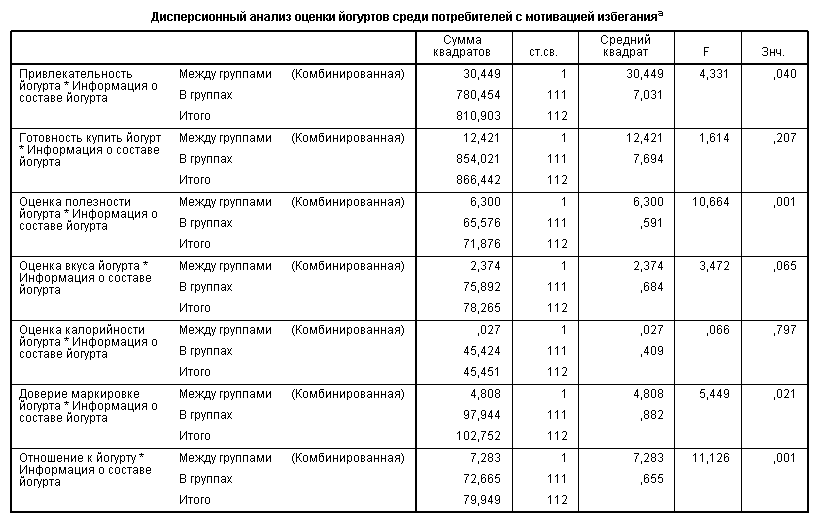 Дисперсионный анализ оценки йогуртов среди потребителей с мотивацией избеганияa
Сумма квадратов ст.св. Средний квадрат F Знч.
Привлекательность йогурта * Информация о составе йогурта Между группами (Комбинированная) 30,449 1 30,449 4,331 ,040
В группах 780,454 111 7,031
Итого 810,903 112
Готовность купить йогурт * Информация о составе йогурта Между группами (Комбинированная) 12,421 1 12,421 1,614 ,207
В группах 854,021 111 7,694
Итого 866,442 112
Оценка полезности йогурта * Информация о составе йогурта Между группами (Комбинированная) 6,300 1 6,300 10,664 ,001
В группах 65,576 111 ,591
Итого 71,876 112
Оценка вкуса йогурта * Информация о составе йогурта Между группами (Комбинированная) 2,374 1 2,374 3,472 ,065
В группах 75,892 111 ,684
Итого 78,265 112
Оценка калорийности йогурта * Информация о составе йогурта Между группами (Комбинированная) ,027 1 ,027 ,066 ,797
В группах 45,424 111 ,409
Итого 45,451 112
Доверие маркировке йогурта * Информация о составе йогурта Между группами (Комбинированная) 4,808 1 4,808 5,449 ,021
В группах 97,944 111 ,882
Итого 102,752 112
Отношение к йогурту * Информация о составе йогурта Между группами (Комбинированная) 7,283 1 7,283 11,126 ,001
В группах 72,665 111 ,655
Итого 79,949 112